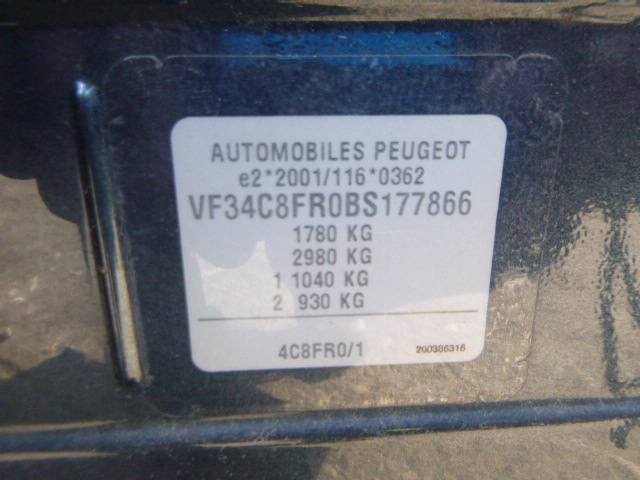 AUTOMOBILES PEUGEOT
e2*2001/116*0362
VF34C8FR0BS177866
1780 KG
2980 KG
1 1040 KG
2 930 KG
4C8FR0/1
200386316